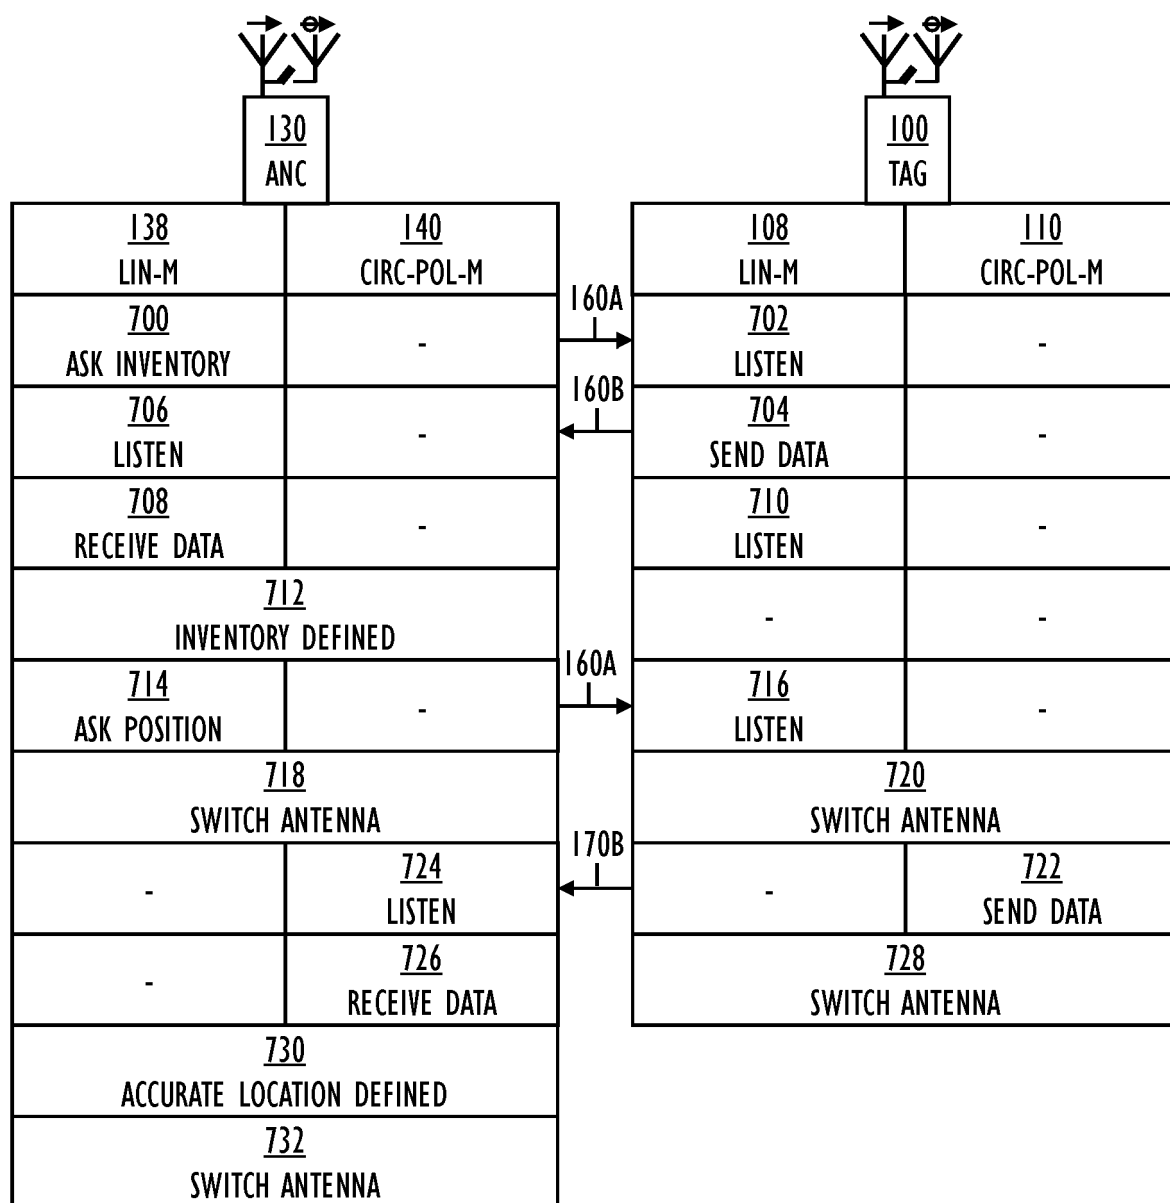 130
ANC
100
TAG
138
LIN-M
140
CIRC-POL-M
108
LIN-M
110
CIRC-POL-M
700
ASK INVENTORY
-
160A
702
LISTEN
-
706
LISTEN
-
160B
704
SEND DATA
-
708
RECEIVE DATA
-
710
LISTEN
-
712
INVENTORY DEFINED
-
-
714
ASK POSITION
-
160A
716
LISTEN
-
718
SWITCH ANTENNA
720
SWITCH ANTENNA
-
724
LISTEN
170B
-
722
SEND DATA
-
726
RECEIVE DATA
728
SWITCH ANTENNA
730
ACCURATE LOCATION DEFINED
732
SWITCH ANTENNA